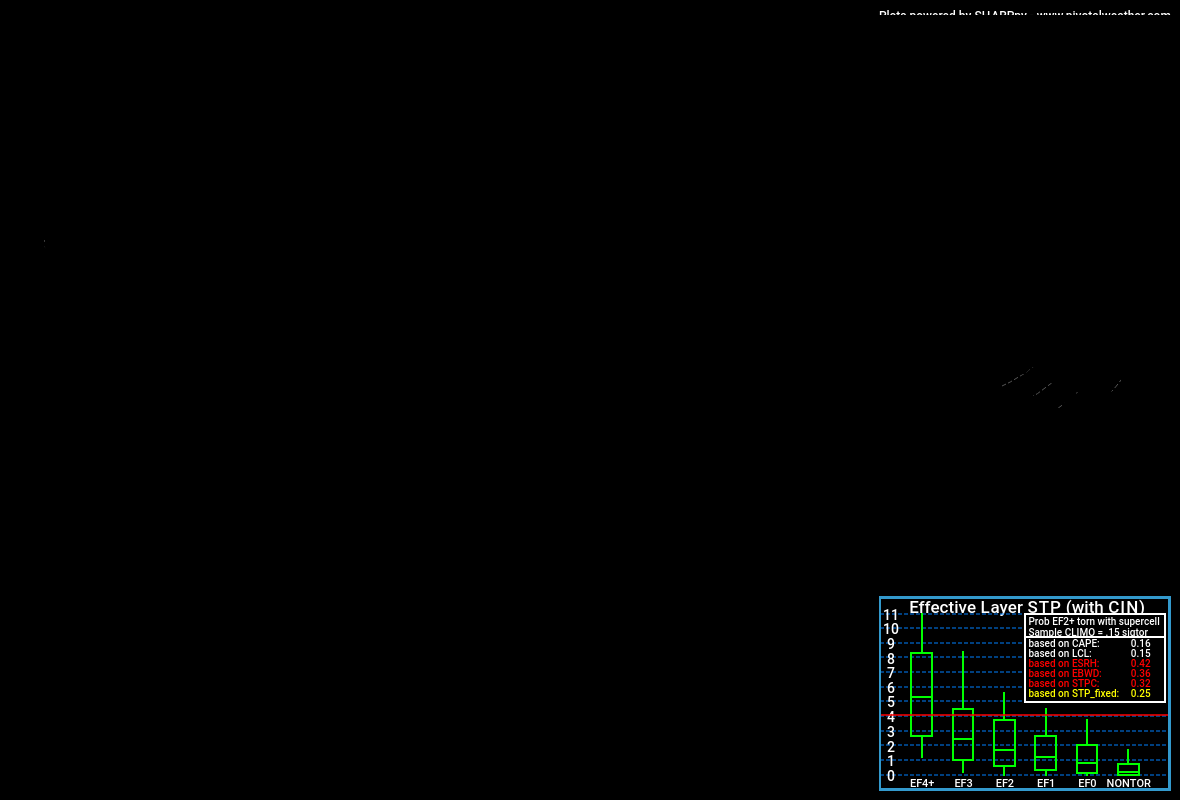 Plots powered by SHARPpy - www.pivotalweather.com
Effective Layer STP (with CIN)
11
10
9
8
7
6
5
4
3
2
1
0
Prob EF2+ torn with supercell
Sample CLIMO = .15 sigtor
based on CAPE: 0.16
based on LCL: 0.15
based on ESRH: 0.42
based on EBWD: 0.36
based on STPC: 0.32
based on STP_fixed: 0.25
EF4+ EF3 EF2 EF1 EF0 NONTOR